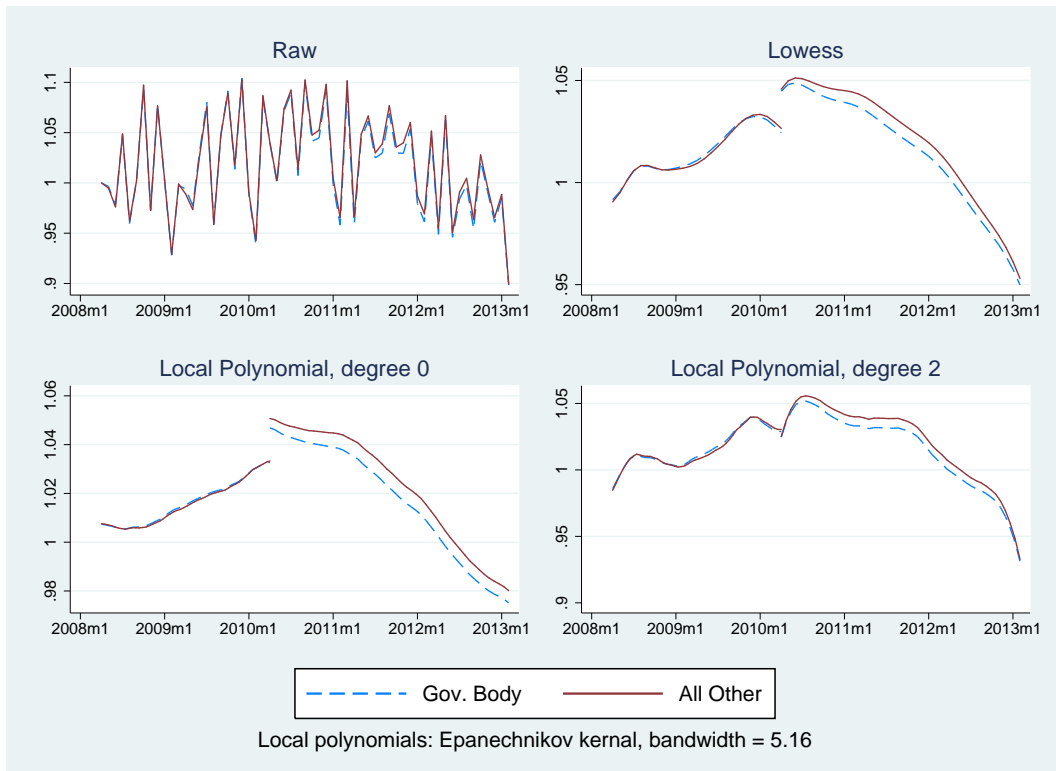 Raw
1.1
1.05
1
.95
.9
2008m1 2009m1 2010m1 2011m1 2012m1 2013m1
Lowess
1.05
1
.95
2008m1 2009m1 2010m1 2011m1 2012m1 2013m1
Local Polynomial, degree 0
1.06
1.04
1.02
1
.98
2008m1 2009m1 2010m1 2011m1 2012m1 2013m1
Local Polynomial, degree 2
1.05
1
.95
.9
2008m1 2009m1 2010m1 2011m1 2012m1 2013m1
Gov. Body All Other
Local polynomials: Epanechnikov kernal, bandwidth = 5.16